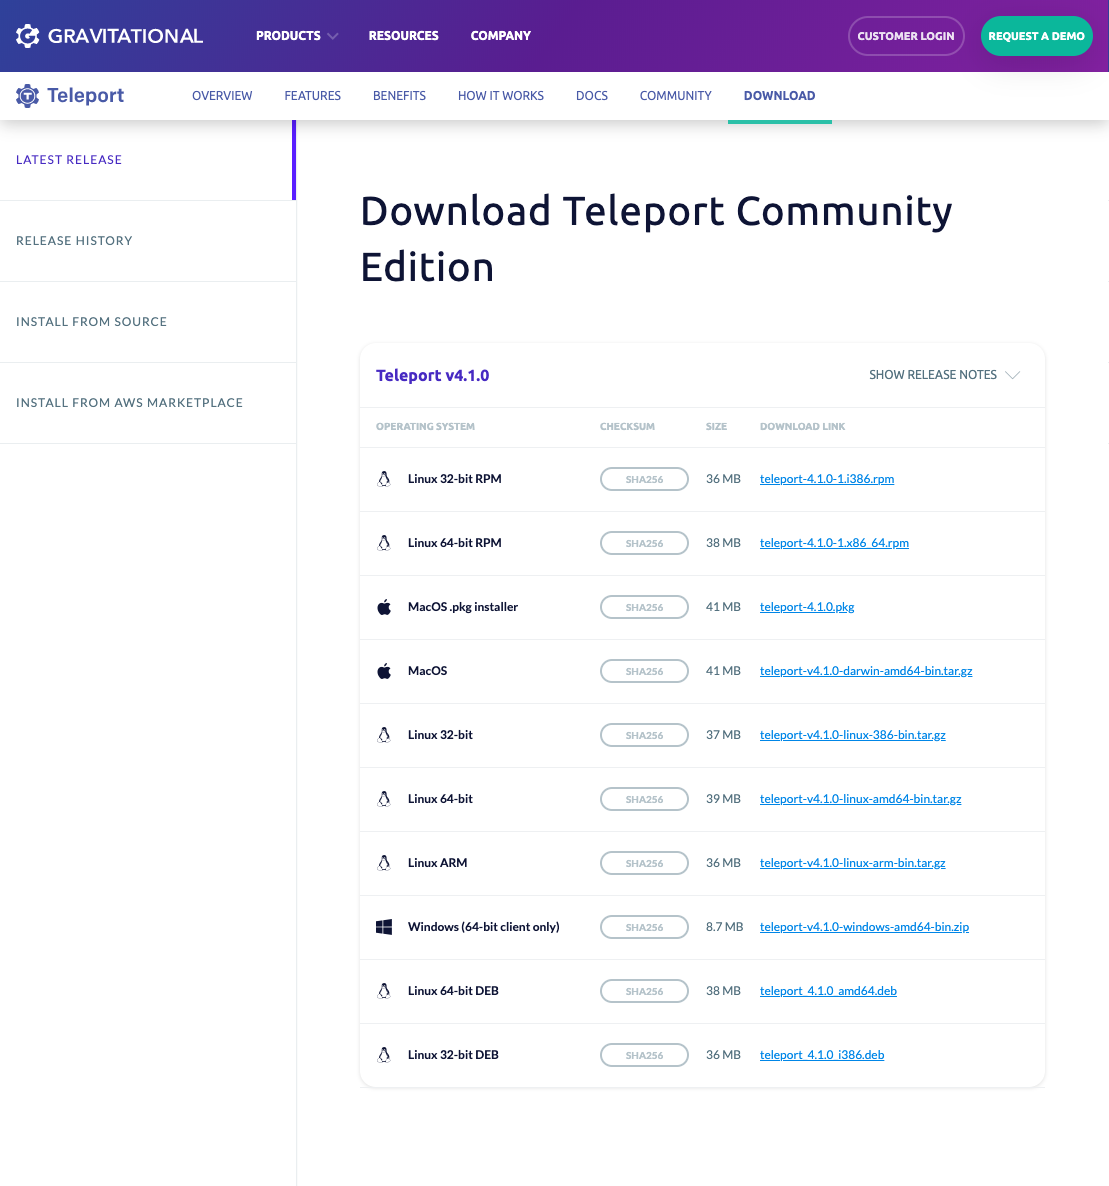 GRAVITATIONAL PRODUCTS RESOURCES COMPANY CUSTOMER LOGIN REQUEST A DEMO
Teleport OVERVIEW FEATURES BENEFITS HOW IT WORKS DOCS COMMUNITY DOWNLOAD
LATEST RELEASE
RELEASE HISTORY
INSTALL FROM SOURCE
INSTALL FROM AWS MARKETPLACE
Download Teleport Community
Edition
Teleport v4.1.0 SHOW RELEASE NOTES
OPERATING SYSTEM CHECKSUM SIZE DOWNLOAD LINK
Linux 32-bit RPM SHA256 36 MB teleport-4.1.0-1.i386.rpm
Linux 64-bit RPM SHA256 38 MB teleport-4.1.0-1.x86_64.rpm
MacOS .pkg installer SHA256 41 MB teleport-4.1.0.pkg
MacOS SHA256 41 MB teleport-v4.1.0-darwin-amd64-bin.tar.gz
Linux 32-bit SHA256 37 MB teleport-v4.1.0-linux-386-bin.tar.gz
Linux 64-bit SHA256 39 MB teleport-v4.1.0-linux-amd64-bin.tar.gz
Linux ARM SHA256 36 MB teleport-v4.1.0-linux-arm-bin.tar.gz
Windows (64-bit client only) SHA256 8.7 MB teleport-v4.1.0-windows-amd64-bin.zip
Linux 64-bit DEB SHA256 38 MB teleport_4.1.0_amd64.deb
Linux 32-bit DEB SHA256 36 MB teleport_4.1.0_i386.deb